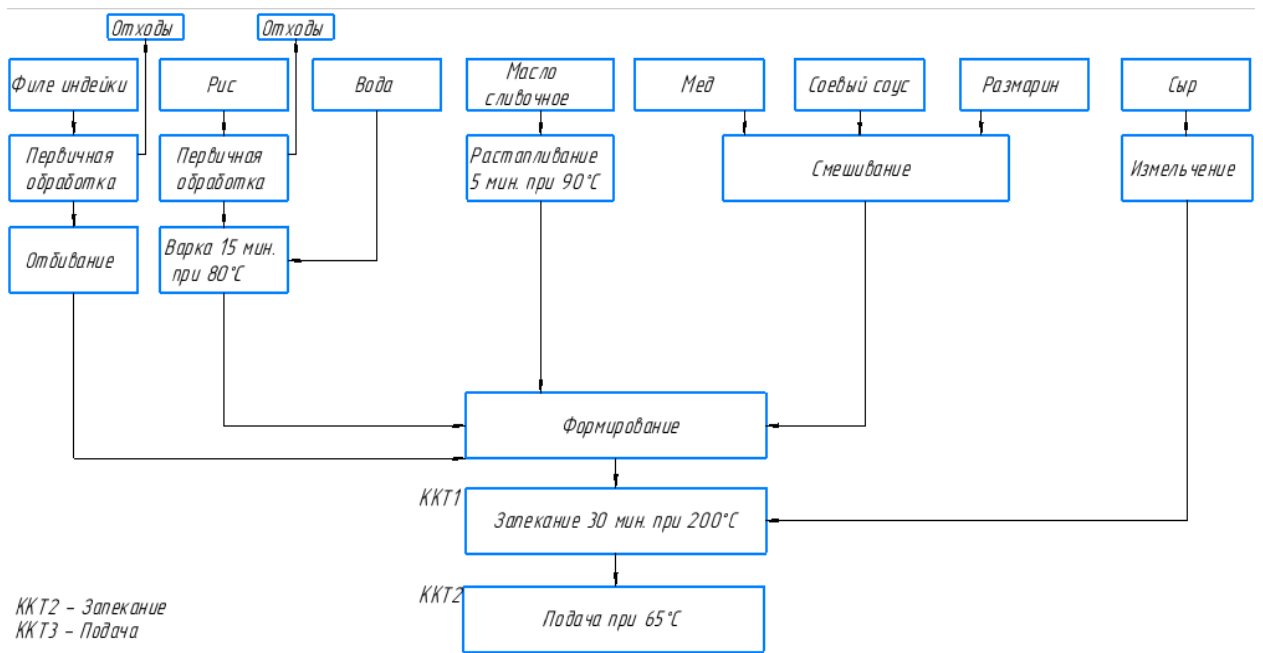 Отходы
Отходы
Филе индейки
Рис
Вода
Масло
сливочное
Мед
Соевый соус
Размарин
Сыр
Первичная
обработка
Первичная
обработка
Растапливание
5 мин. при 90°С
Смешивание
Измельчение
Отбивание
Варка 15 мин.
при 80°С
Формирование
ККТ1
Запекание 30 мин. при 200°С
ККТ2
Подача при 65°С
ККТ2 – Запекание
ККТ3 – Подача